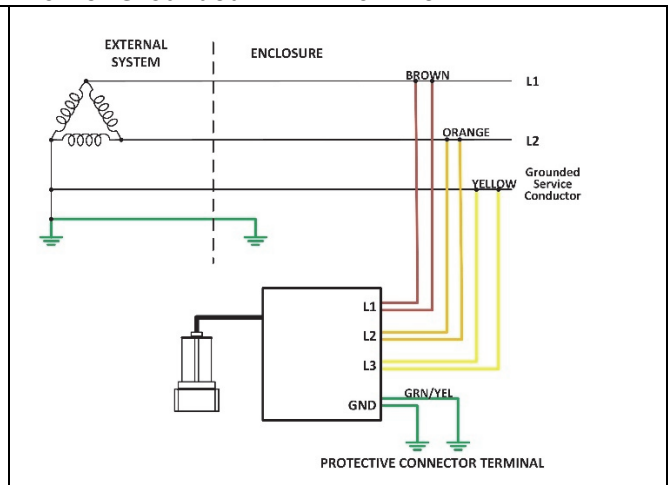 EXTERNAL
SYSTEM
ENCLOSURE
BROWN
L1
ORANGE
L2
YELLOW
Grounded
Service
Conductor
L1
L2
L3
GND
GRN/YEL
PROTECTIVE CONNECTOR TERMINAL